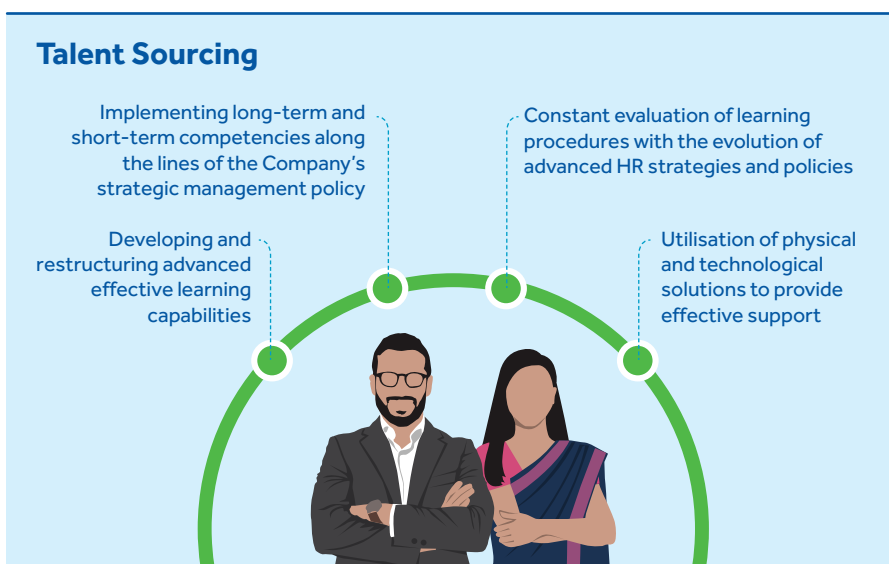 Talent Sourcing
Implementing long-term and
short-term competencies along
the lines of the Company's
strategic management policy
Constant evaluation of learning
procedures with the evolution of
advanced HR strategies and policies
Developing and
restructuring advanced
effective learning
capabilities
Utilisation of physical
and technological
solutions to provide
effective support